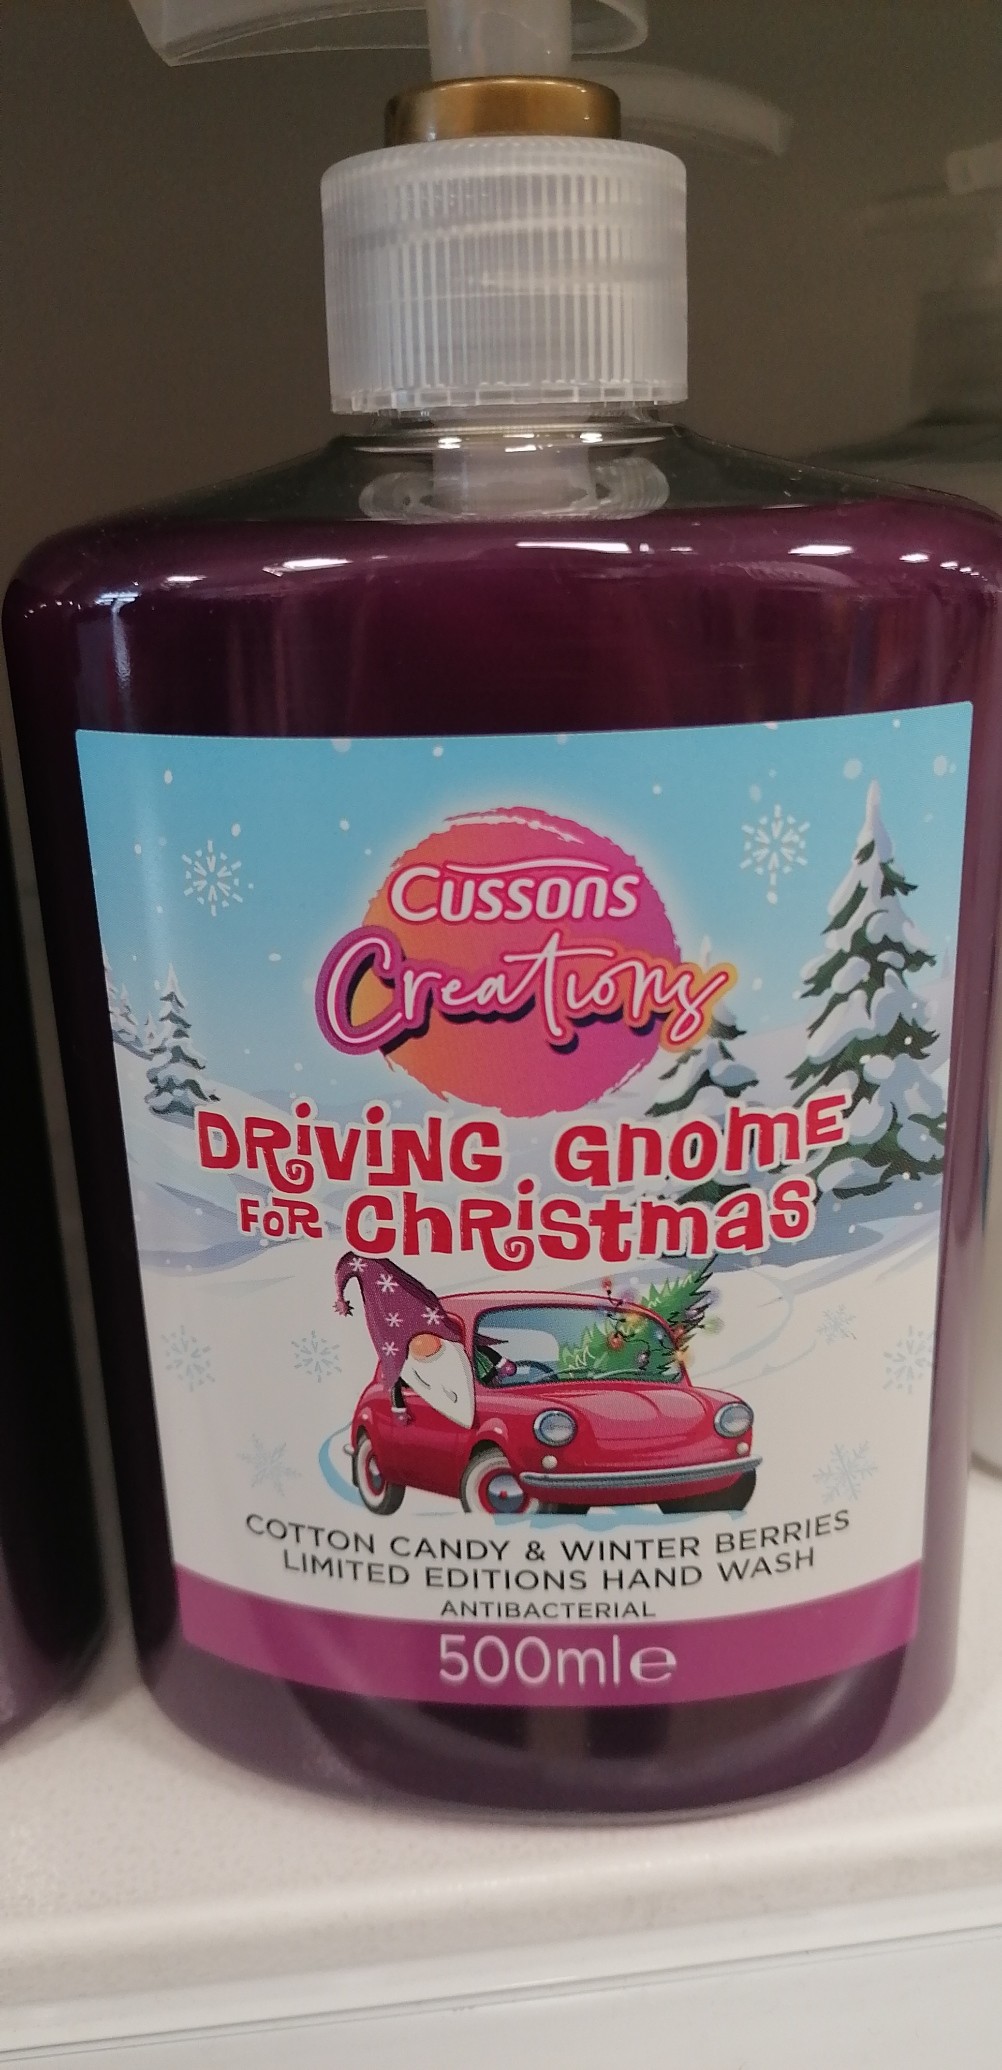 Cussons
Creations
DRiViNG GnomE
FOR ChRistmas
COTTON CANDY & WINTER BERRIES
LIMITED EDITIONS HAND WASH
ANTIBACTERIAL
500ml℮